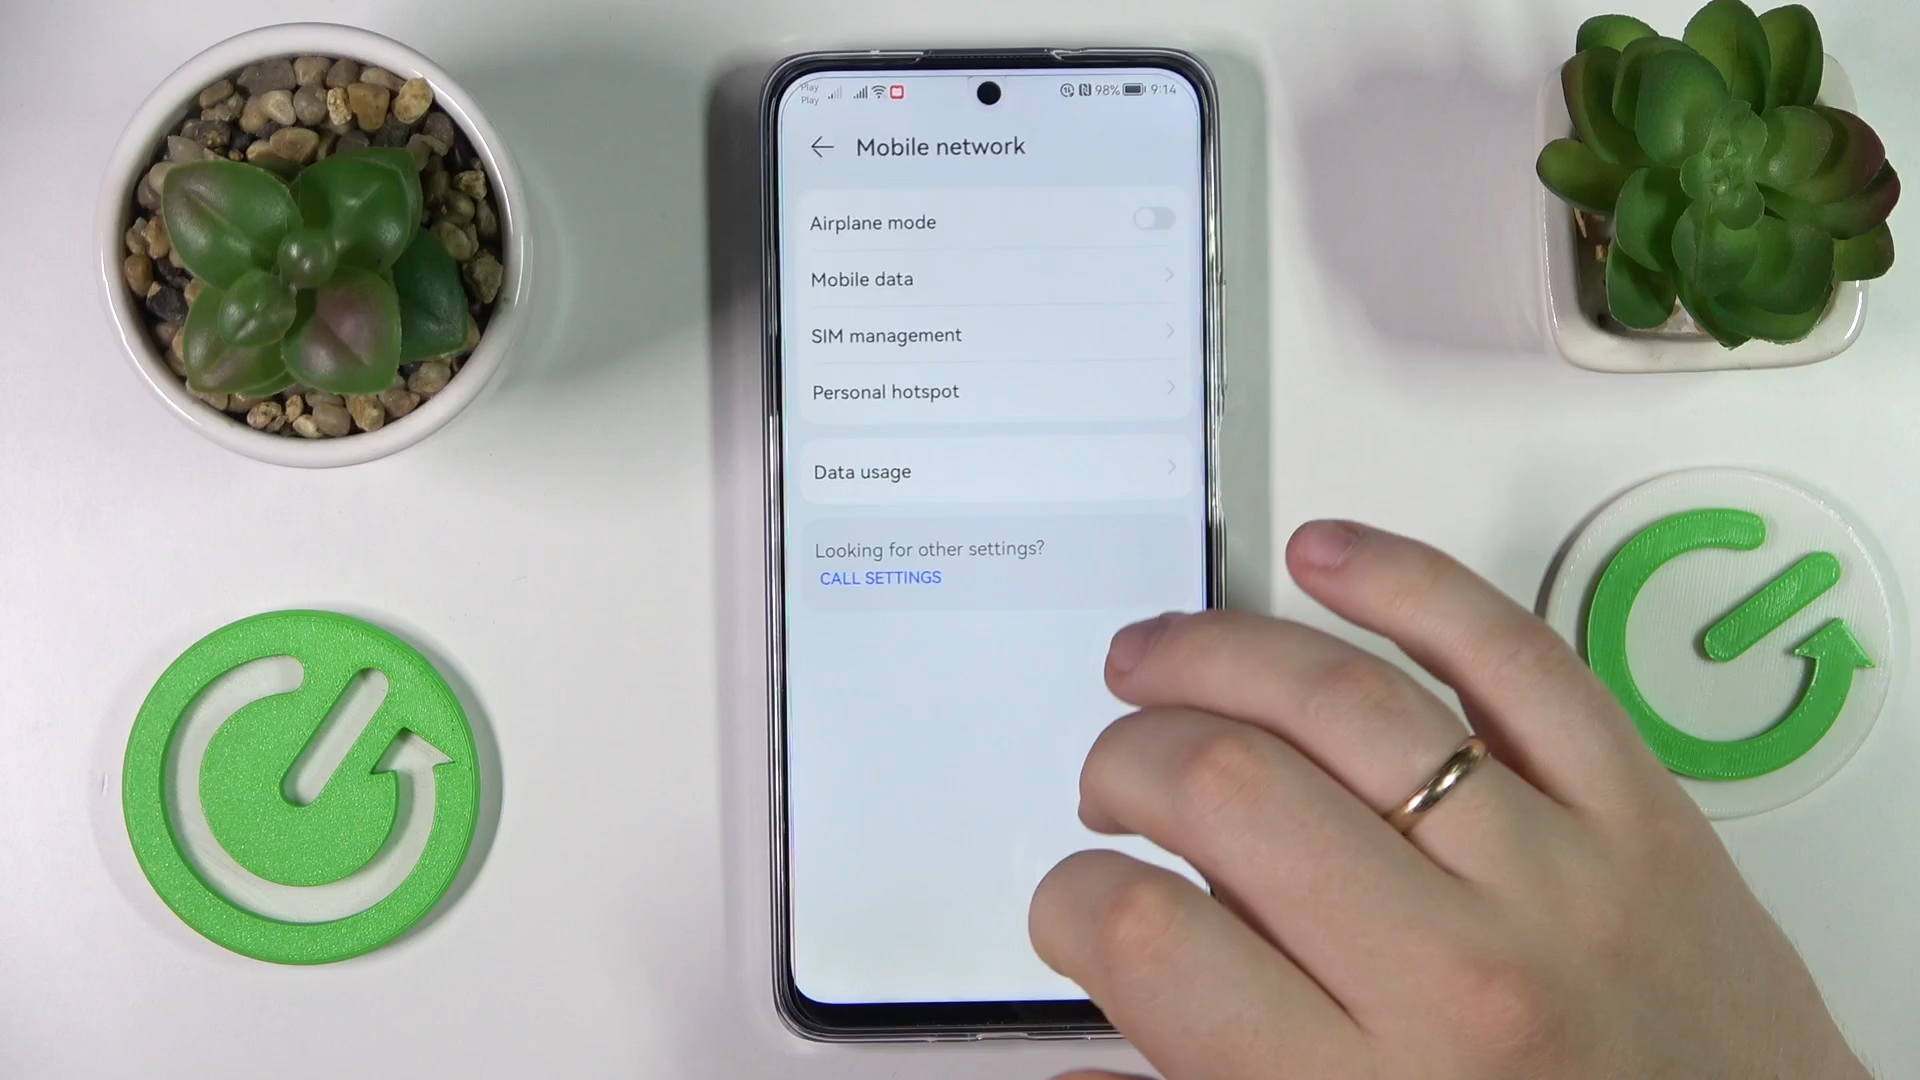 Play
Play
98% 9:14
Mobile network
Airplane mode
Mobile data
SIM management
Personal hotspot
Data usage
Looking for other settings?
CALL SETTINGS